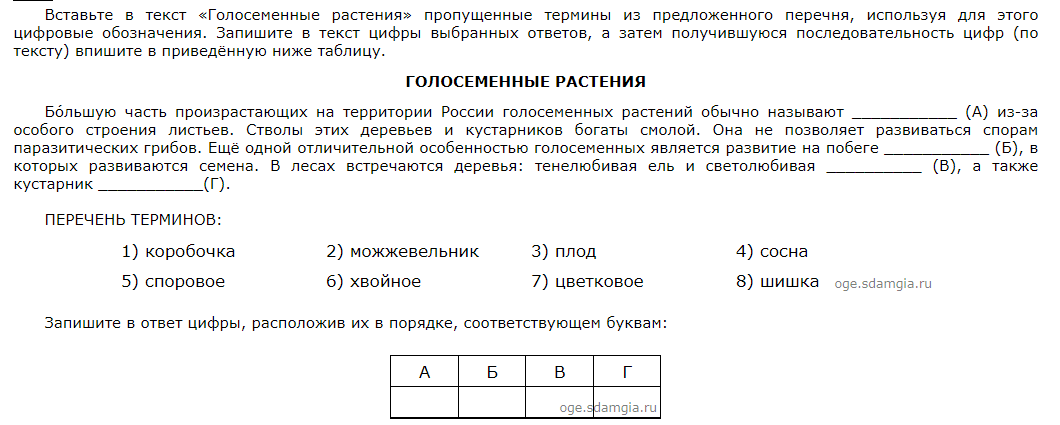 Вставьте в текст «Голосеменные растения» пропущенные термины из предложенного перечня, используя для этого
цифровые обозначения. Запишите в текст цифры выбранных ответов, а затем получившуюся последовательность цифр (по
тексту) впишите в приведённую ниже таблицу.
ГОЛОСЕМЕННЫЕ РАСТЕНИЯ
Бо́льшую часть произрастающих на территории России голосеменных растений обычно называют ___________ (А) из-за
особого строения листьев. Стволы этих деревьев и кустарников богаты смолой. Она не позволяет развиваться спорам
паразитических грибов. Ещё одной отличительной особенностью голосеменных является развитие на побеге ___________ (Б), в
которых развиваются семена. В лесах встречаются деревья: тенелюбивая ель и светолюбивая __________ (В), а также
кустарник ___________(Г).
ПЕРЕЧЕНЬ ТЕРМИНОВ:
1) коробочка 2) можжевельник 3) плод 4) сосна
5) споровое 6) хвойное 7) цветковое 8) шишка oge.sdamgia.ru
Запишите в ответ цифры, расположив их в порядке, соответствующем буквам:
А Б В Г
oge.sdamgia.ru